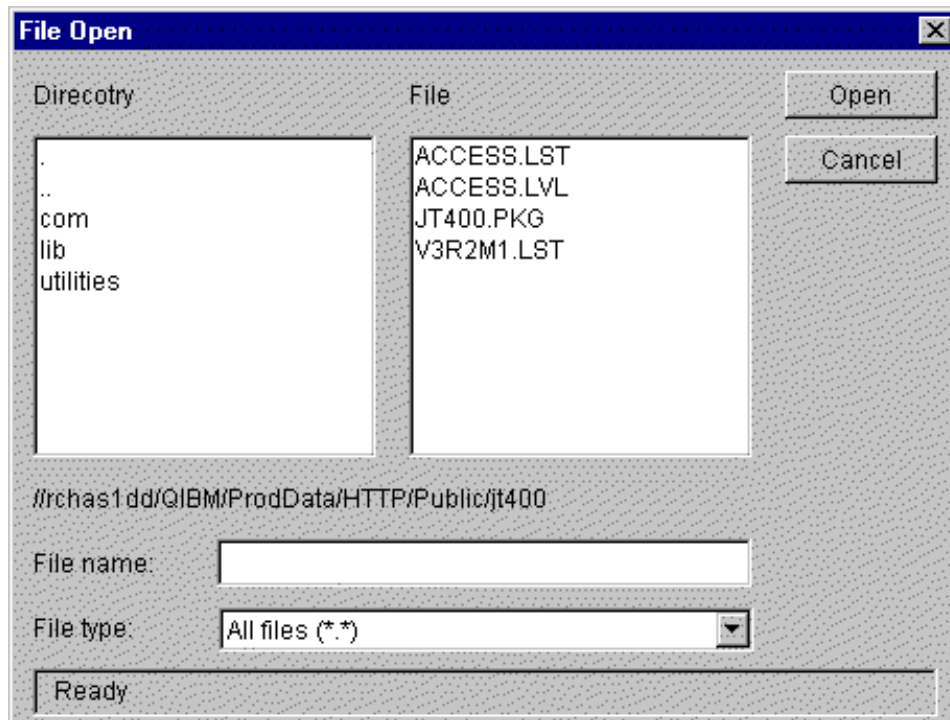 File Open
Direcotry
File
Open
Cancel
.
..
com
lib
utilities
ACCESS.LST
ACCESS.LVL
JT400.PKG
V3R2M1.LST
//rchas1dd/QIBM/ProdData/HTTP/Public/jt400
File name:
File type: All files (*.*)
Ready